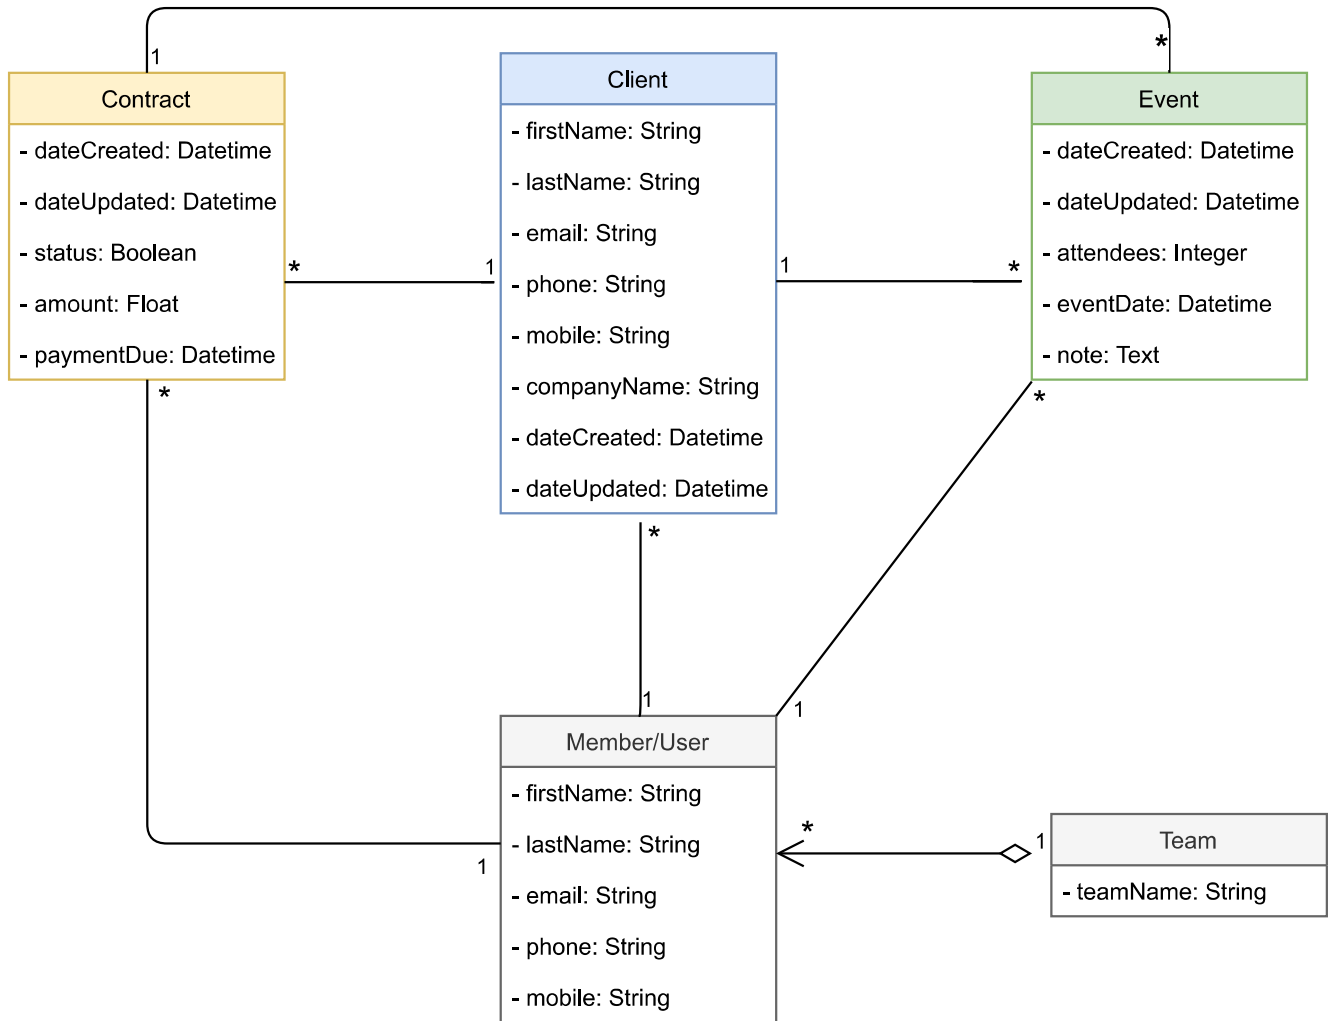 1
*
Contract
- dateCreated: Datetime
- dateUpdated: Datetime
- status: Boolean
- amount: Float
- paymentDue: Datetime
*
1
*
Client
- firstName: String
- lastName: String
- email: String
- phone: String
- mobile: String
- companyName: String
- dateCreated: Datetime
- dateUpdated: Datetime
1
*
Event
- dateCreated: Datetime
- dateUpdated: Datetime
- attendees: Integer
- eventDate: Datetime
- note: Text
*
*
1
1
Member/User
- firstName: String
- lastName: String
- email: String
- phone: String
- mobile: String
1
*
1
Team
- teamName: String